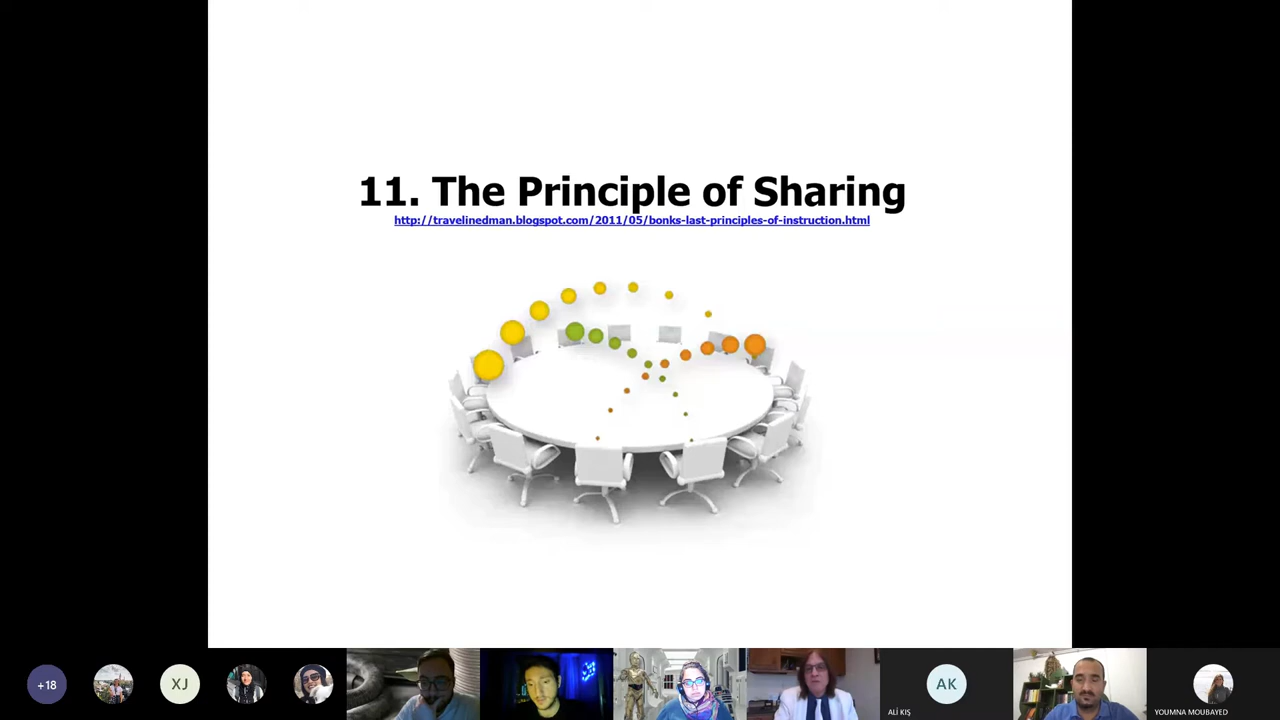 11. The Principle of Sharing
http://travelinedman.blogspot.com/2011/05/bonks-last-principles-of-instruction.html
+18
XJ
AK
ALİ KIŞ
YOUMNA MOUBAYED